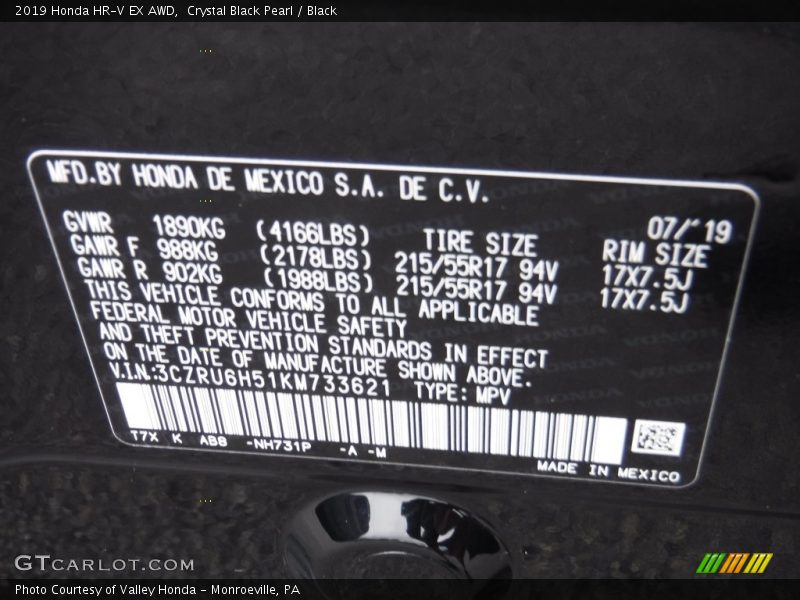 2019 Honda HR-V EX AWD,  Crystal Black Pearl / Black
MFD.BY HONDA DE MEXICO S.A. DE C.V.
07/'19
GVWR 1890KG (4166LBS) TIRE SIZE RIM SIZE
GAWR F 988KG (2178LBS) 215/55R17 94V 17X7.5J
GAWR R 902KG (1988LBS) 215/55R17 94V 17X7.5J
THIS VEHICLE CONFORMS TO ALL APPLICABLE
FEDERAL MOTOR VEHICLE SAFETY
AND THEFT PREVENTION STANDARDS IN EFFECT
ON THE DATE OF MANUFACTURE SHOWN ABOVE.
V.I.N:3CZRU6H51KM733621 TYPE: MPV
T7X K AB8 -NH731P -A -M
MADE IN MEXICO
GTCARLOT.COM
Photo Courtesy of Valley Honda - Monroeville, PA